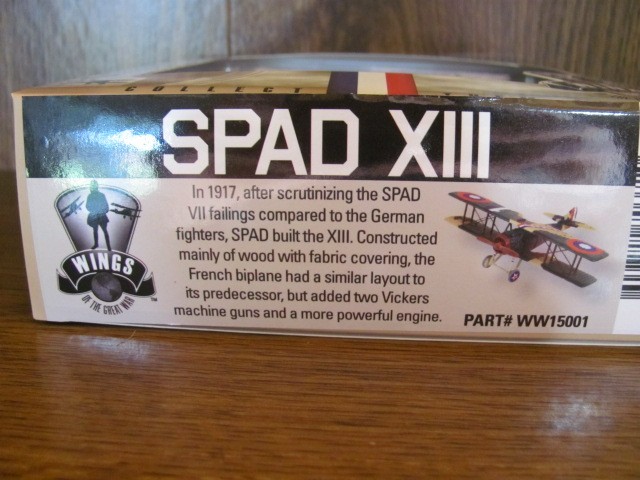 COLLECT
SPAD XIII
In 1917, after scrutinizing the SPAD
VII failings compared to the German
fighters, SPAD built the XIII. Constructed
mainly of wood with fabric covering, the
French biplane had a similar layout to
its predecessor, but added two Vickers
machine guns and a more powerful engine.
WINGS
OF THE GREAT WAR
TM
PART# WW15001